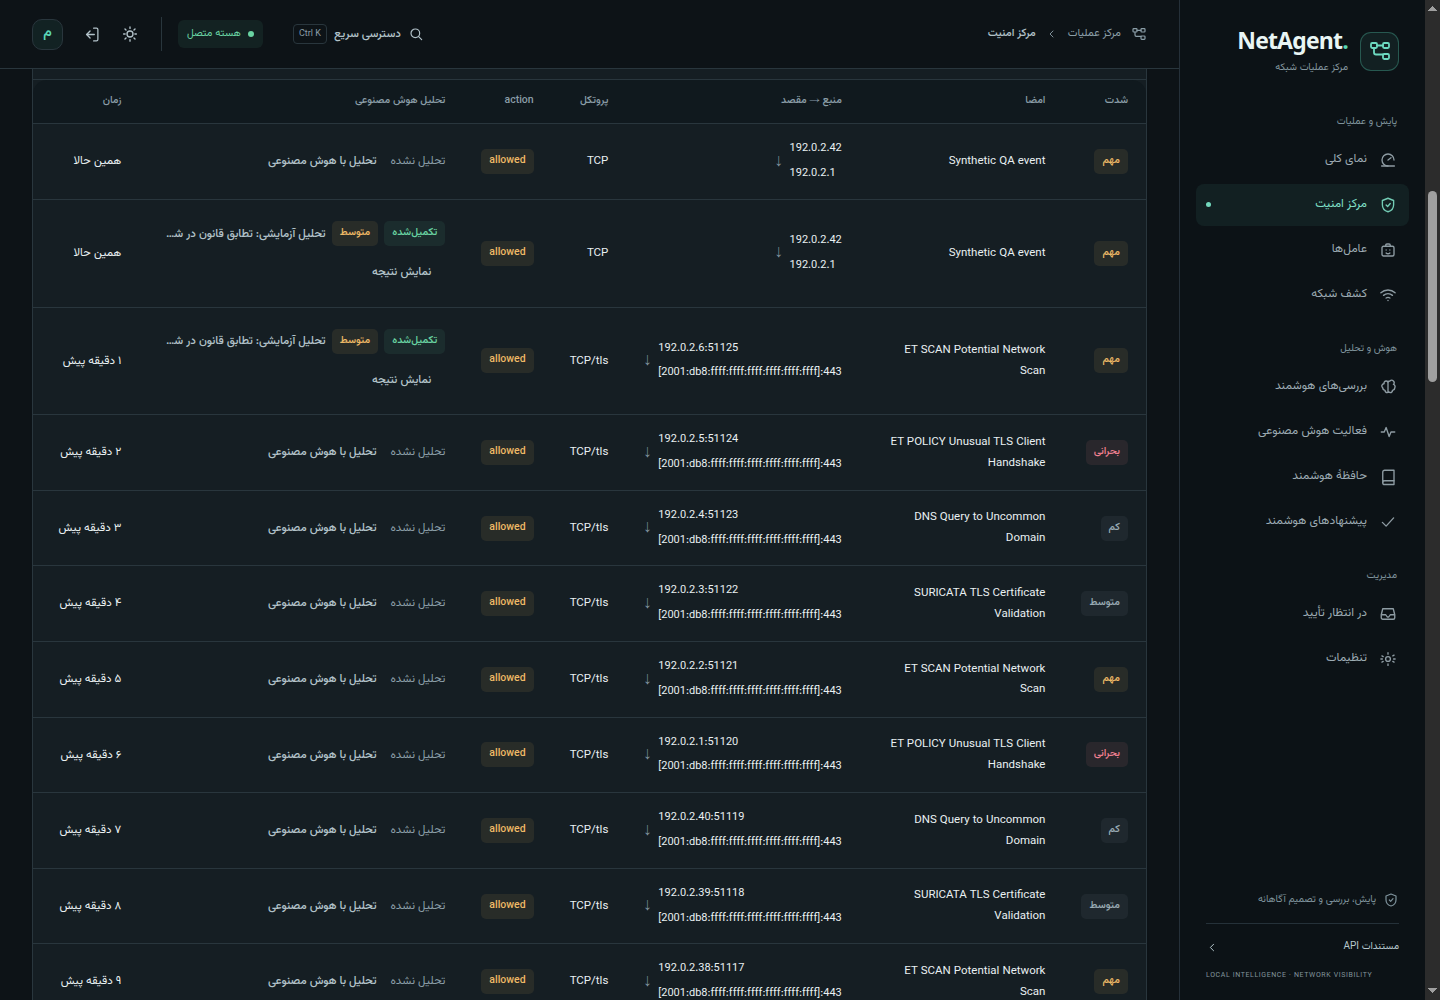 NetAgent.
مرکز عملیات شبکه
پایش و عملیات
نمای کلی
مرکز امنیت
عامل‌ها
کشف شبکه
هوش و تحلیل
بررسی‌های هوشمند
فعالیت هوش مصنوعی
حافظهٔ هوشمند
پیشنهادهای هوشمند
مدیریت
در انتظار تأیید
تنظیمات
پایش، بررسی و تصمیم آگاهانه
مستندات API
LOCAL INTELLIGENCE · NETWORK VISIBILITY
مرکز عملیات
مرکز امنیت
دسترسی سریع Ctrl K
هسته متصل
م
شدت امضا منبع → مقصد پروتکل action تحلیل هوش مصنوعی زمان
مهم Synthetic QA event 192.0.2.42 ↓ 192.0.2.1 TCP allowed تحلیل نشده تحلیل با هوش مصنوعی همین حالا
مهم Synthetic QA event 192.0.2.42 ↓ 192.0.2.1 TCP allowed تکمیل‌شده متوسط تحلیل آزمایشی: تطابق قانون در شـ... همین حالا
نمایش نتیجه
مهم ET SCAN Potential Network Scan 192.0.2.6:51125 ↓ [2001:db8:ffff:ffff:ffff:ffff:ffff:ffff]:443 TCP/tls allowed تکمیل‌شده متوسط تحلیل آزمایشی: تطابق قانون در شـ... ۱ دقیقه پیش
نمایش نتیجه
بحرانی ET POLICY Unusual TLS Client Handshake 192.0.2.5:51124 ↓ [2001:db8:ffff:ffff:ffff:ffff:ffff:ffff]:443 TCP/tls allowed تحلیل نشده تحلیل با هوش مصنوعی ۲ دقیقه پیش
کم DNS Query to Uncommon Domain 192.0.2.4:51123 ↓ [2001:db8:ffff:ffff:ffff:ffff:ffff:ffff]:443 TCP/tls allowed تحلیل نشده تحلیل با هوش مصنوعی ۳ دقیقه پیش
متوسط SURICATA TLS Certificate Validation 192.0.2.3:51122 ↓ [2001:db8:ffff:ffff:ffff:ffff:ffff:ffff]:443 TCP/tls allowed تحلیل نشده تحلیل با هوش مصنوعی ۴ دقیقه پیش
مهم ET SCAN Potential Network Scan 192.0.2.2:51121 ↓ [2001:db8:ffff:ffff:ffff:ffff:ffff:ffff]:443 TCP/tls allowed تحلیل نشده تحلیل با هوش مصنوعی ۵ دقیقه پیش
بحرانی ET POLICY Unusual TLS Client Handshake 192.0.2.1:51120 ↓ [2001:db8:ffff:ffff:ffff:ffff:ffff:ffff]:443 TCP/tls allowed تحلیل نشده تحلیل با هوش مصنوعی ۶ دقیقه پیش
کم DNS Query to Uncommon Domain 192.0.2.40:51119 ↓ [2001:db8:ffff:ffff:ffff:ffff:ffff:ffff]:443 TCP/tls allowed تحلیل نشده تحلیل با هوش مصنوعی ۷ دقیقه پیش
متوسط SURICATA TLS Certificate Validation 192.0.2.39:51118 ↓ [2001:db8:ffff:ffff:ffff:ffff:ffff:ffff]:443 TCP/tls allowed تحلیل نشده تحلیل با هوش مصنوعی ۸ دقیقه پیش
مهم ET SCAN Potential Network Scan 192.0.2.38:51117 ↓ [2001:db8:ffff:ffff:ffff:ffff:ffff:ffff]:443 TCP/tls allowed تحلیل نشده تحلیل با هوش مصنوعی ۹ دقیقه پیش